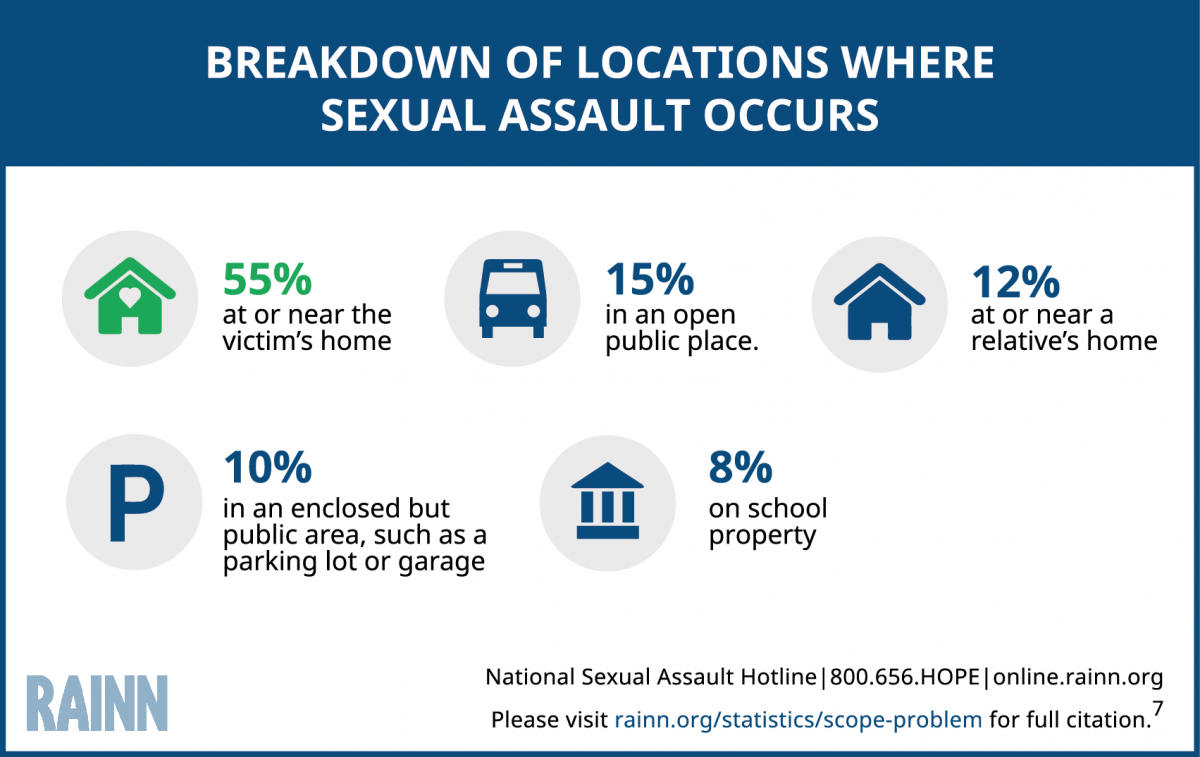 BREAKDOWN OF LOCATIONS WHERE
SEXUAL ASSAULT OCCURS
55%
at or near the
victim’s home
15%
in an open
public place.
12%
at or near a
relative’s home
P
10%
in an enclosed but
public area, such as a
parking lot or garage
8%
on school
property
RAINN
National Sexual Assault Hotline|800.656.HOPE|online.rainn.org
Please visit rainn.org/statistics/scope-problem for full citation.7